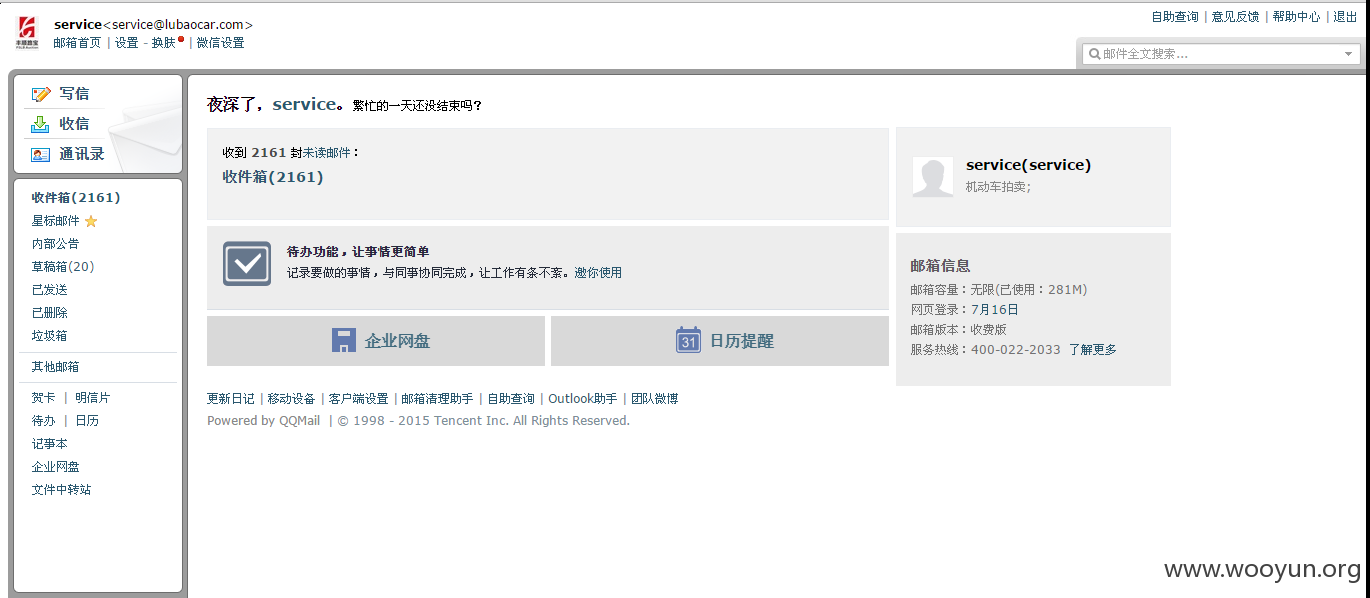 service<service@lubaocar.com>
自助查询 | 意见反馈 | 帮助中心 | 退出
邮箱首页 | 设置 - 换肤 | 微信设置
邮件全文搜索...
写信
收信
通讯录
收件箱(2161)
星标邮件
内部公告
草稿箱(20)
已发送
已删除
垃圾箱
其他邮箱
贺卡 | 明信片
待办 | 日历
记事本
企业网盘
文件中转站
夜深了，service。繁忙的一天还没结束吗？
收到 2161 封未读邮件：
收件箱(2161)
待办功能，让事情更简单
记录要做的事情，与同事协同完成，让工作有条不紊。邀你使用
企业网盘
31 日历提醒
service(service)
机动车拍卖;
邮箱信息
邮箱容量：无限(已使用：281M)
网页登录：7月16日
邮箱版本：收费版
服务热线：400-022-2033 了解更多
更新日记 | 移动设备 | 客户端设置 | 邮箱清理助手 | 自助查询 | Outlook助手 | 团队微博
Powered by QQMail | © 1998 - 2015 Tencent Inc. All Rights Reserved.
www.wooyun.org